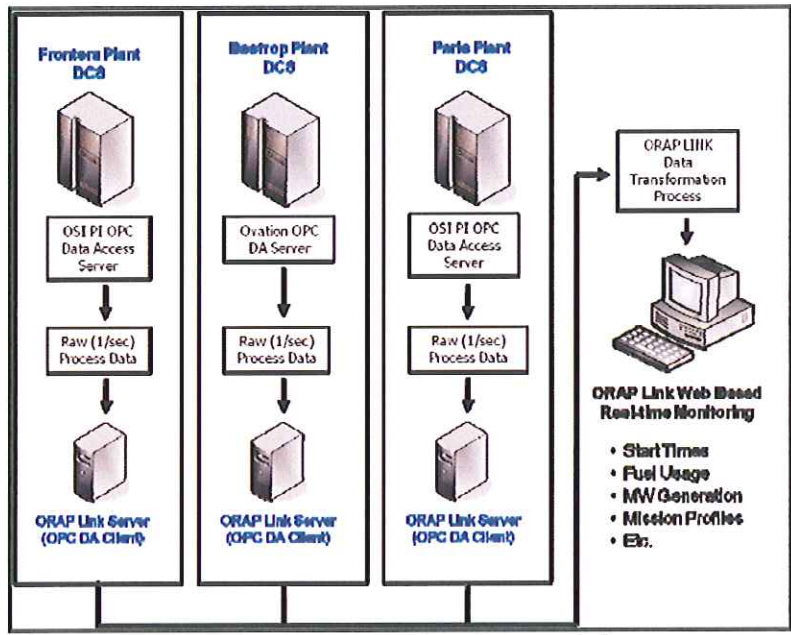 Frontera Plant
DCS
OSI PI OPC
Data Access
Server
Raw (1/sec)
Process Data
ORAP Link Server
(OPC DA Client)
Bastrop Plant
DCS
Ovation OPC
DA Server
Raw (1/sec)
Process Data
ORAP Link Server
(OPC DA Client)
Paris Plant
DCS
OSI PI OPC
Data Access
Server
Raw (1/sec)
Process Data
ORAP Link Server
(OPC DA Client)
ORAP LINK
Data
Transformation
Process
ORAP Link Web Based
Real-time Monitoring
• Start Times
• Fuel Usage
• MW Generation
• Mission Profiles
• Etc.